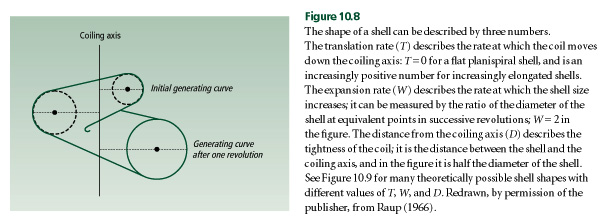 Coiling axis
Initial generating curve
Generating curve
after one revolution
Figure 10.8
The shape of a shell can be described by three numbers.
The translation rate (T) describes the rate at which the coil moves
down the coiling axis: T=0 for a flat planispiral shell, and is an
increasingly positive number for increasingly elongated shells.
The expansion rate (W) describes the rate at which the shell size
increases; it can be measured by the ratio of the diameter of the
shell at equivalent points in successive revolutions; W= 2 in
the figure. The distance from the coiling axis (D) describes the
tightness of the coil; it is the distance between the shell and the
coiling axis, and in the figure it is half the diameter of the shell.
See Figure 10.9 for many theoretically possible shell shapes with
different values of T, W, and D. Redrawn, by permission of the
publisher, from Raup (1966).